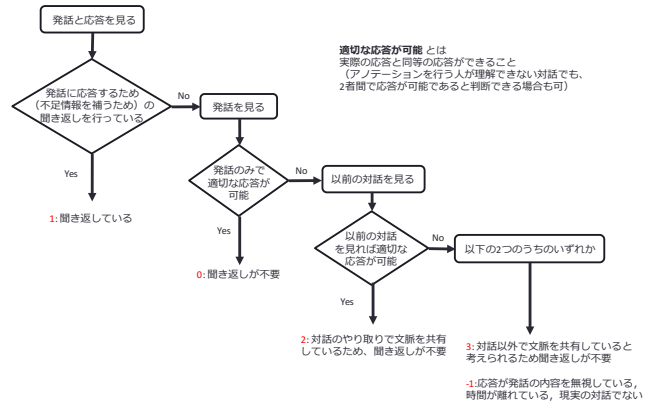 発話と応答を見る
適切な応答が可能 とは
実際の応答と同等の応答ができること
（アノテーションを行う人が理解できない対話でも、
2者間で応答が可能であると判断できる場合も可）
発話に応答するため
（不足情報を補うため）の
聞き返しを行っている
No
発話を見る
Yes
1: 聞き返している
発話のみで
適切な応答が
可能
No
以前の対話を見る
Yes
0: 聞き返しが不要
以前の対話
を見れば適切な
応答が可能
No
以下の2つのうちのいずれか
Yes
2: 対話のやり取りで文脈を共有
しているため、聞き返しが不要
3: 対話以外で文脈を共有していると
考えられるため聞き返しが不要
-1:応答が発話の内容を無視している，
時間が離れている，現実の対話でない